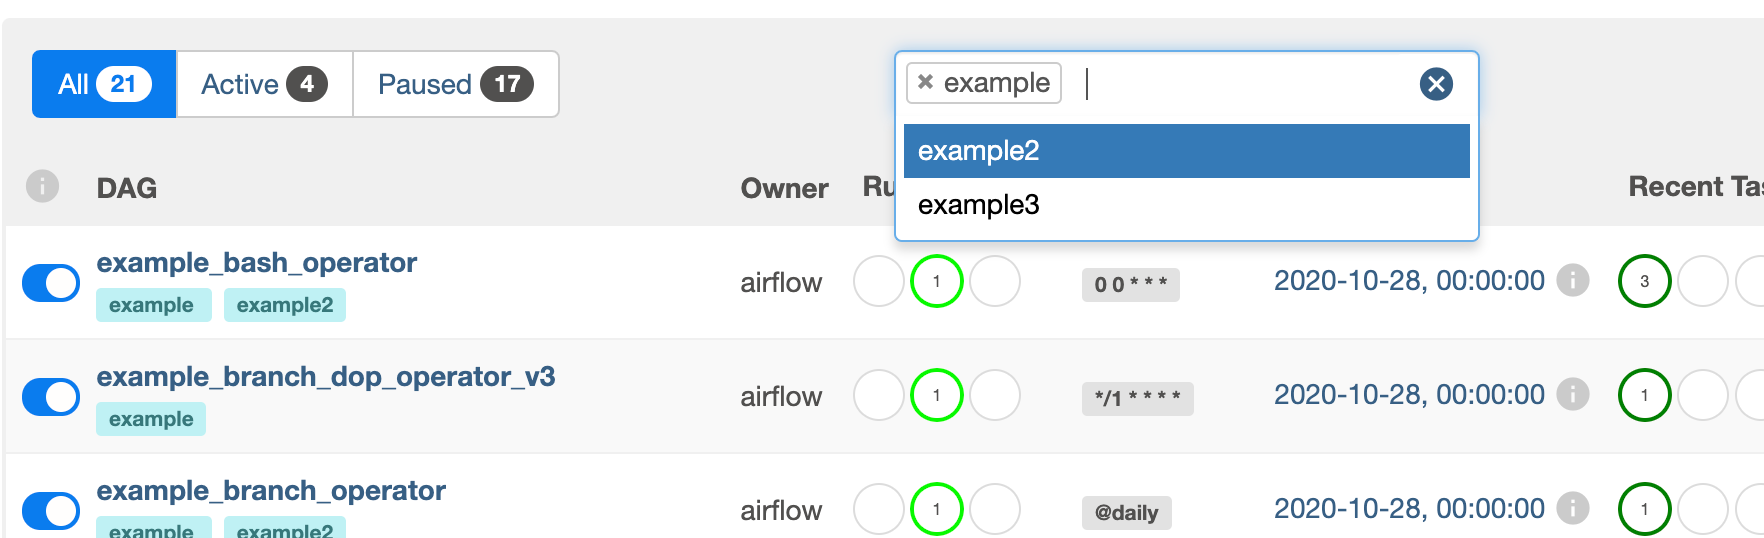 All 21 Active 4 Paused 17
✖ example
example2
example3
DAG Owner Ru Recent Tas
example_bash_operator airflow 1 0 0 * * * 2020-10-28, 00:00:00 3
example example2
example_branch_dop_operator_v3 airflow 1 */1 * * * * 2020-10-28, 00:00:00 1
example
example_branch_operator airflow 1 @daily 2020-10-28, 00:00:00 1
example example2